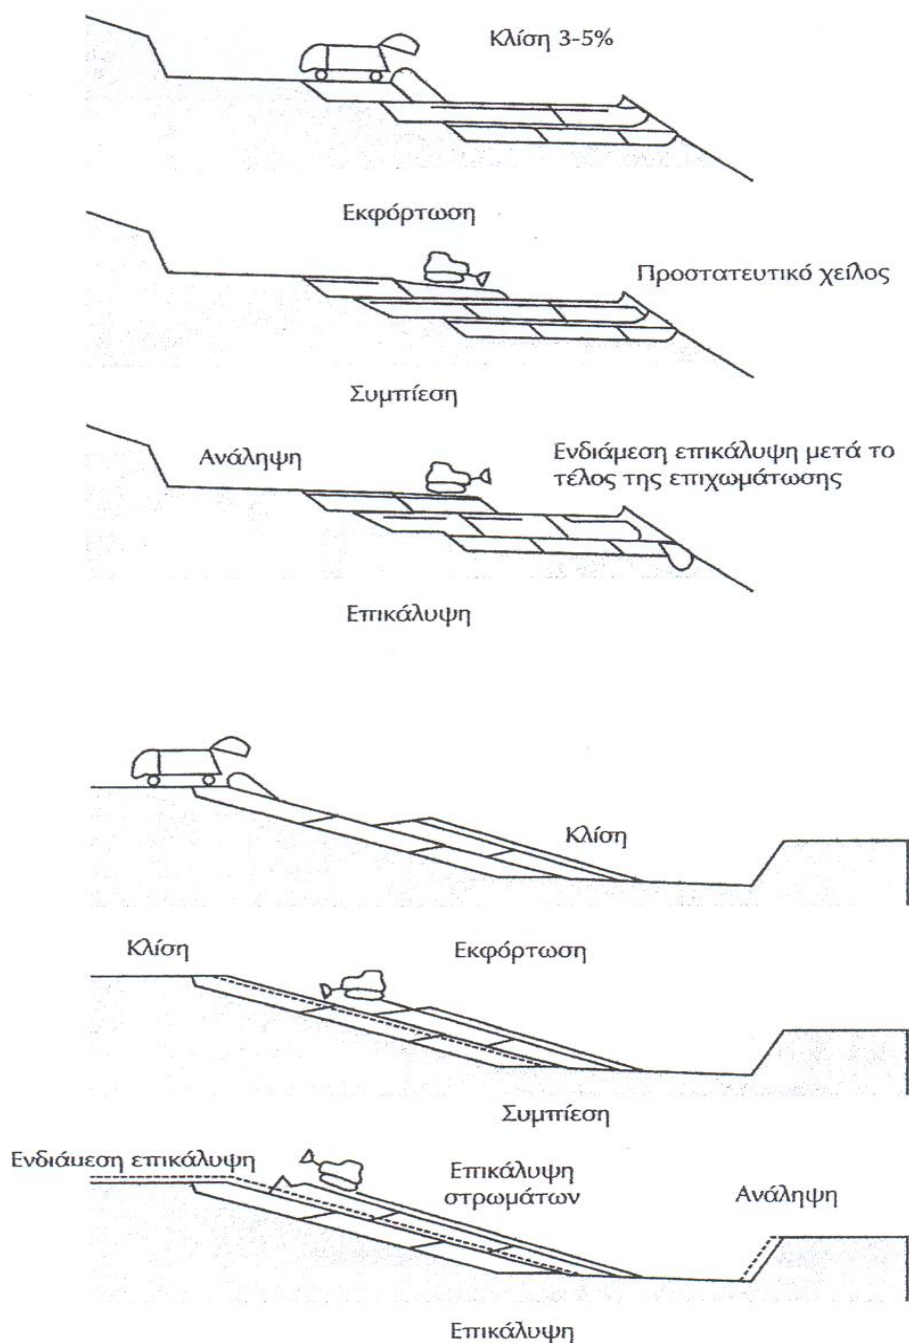 Κλίση 3-5%
Εκφόρτωση
Προστατευτικό χείλος
Συμπίεση
Ανάληψη
Ενδιάμεση επικάλυψη μετά το
τέλος της επιχωμάτωσης
Επικάλυψη
Κλίση
Κλίση
Εκφόρτωση
Συμπίεση
Ενδιάμεση επικάλυψη
Επικάλυψη
στρωμάτων
Ανάληψη
Επικάλυψη